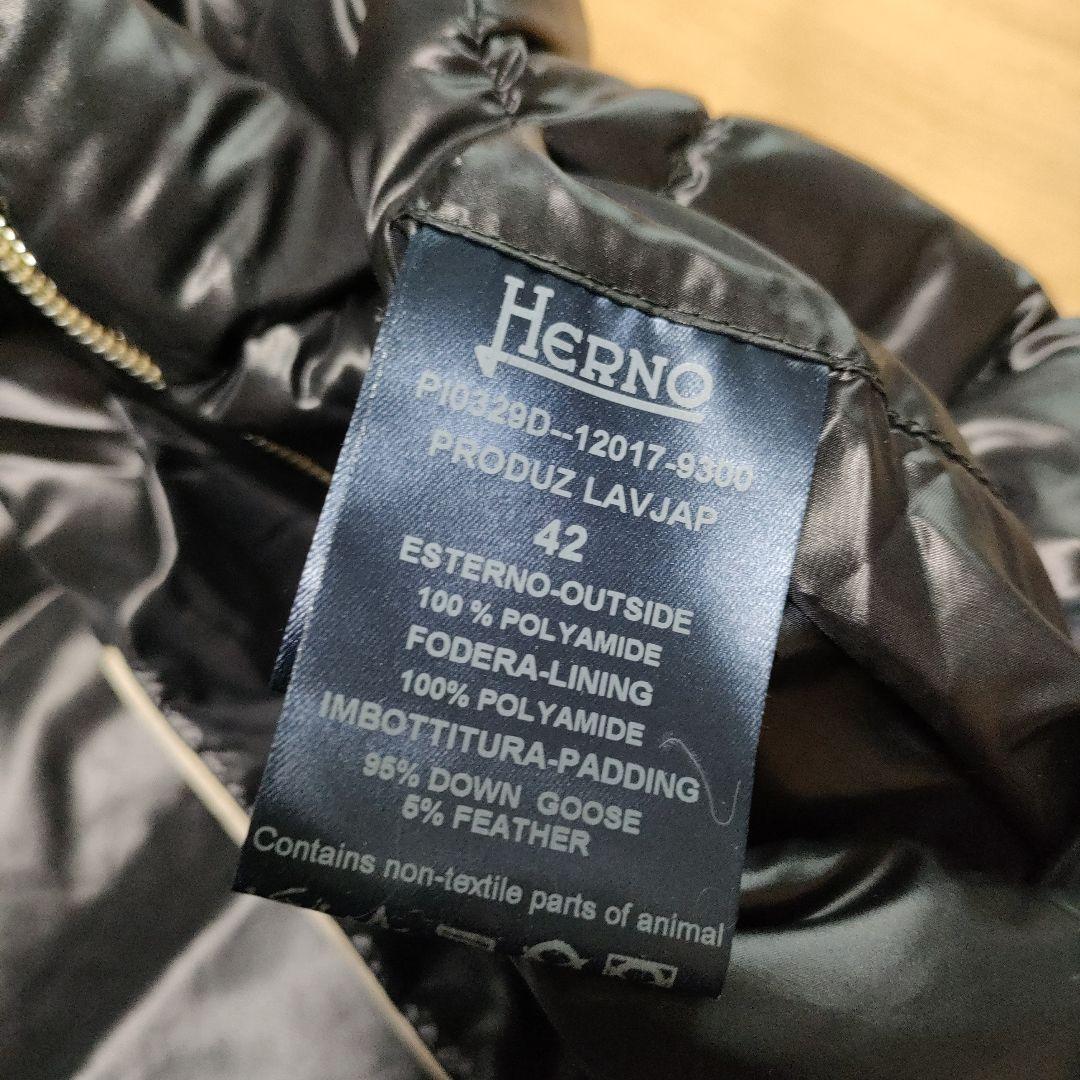 HERNO
PI0329D--12017-9300
PRODUZ LAVJAP
42
ESTERNO-OUTSIDE
100 % POLYAMIDE
FODERA-LINING
100% POLYAMIDE
IMBOTTITURA-PADDING
95% DOWN GOOSE
5% FEATHER
Contains non-textile parts of animal